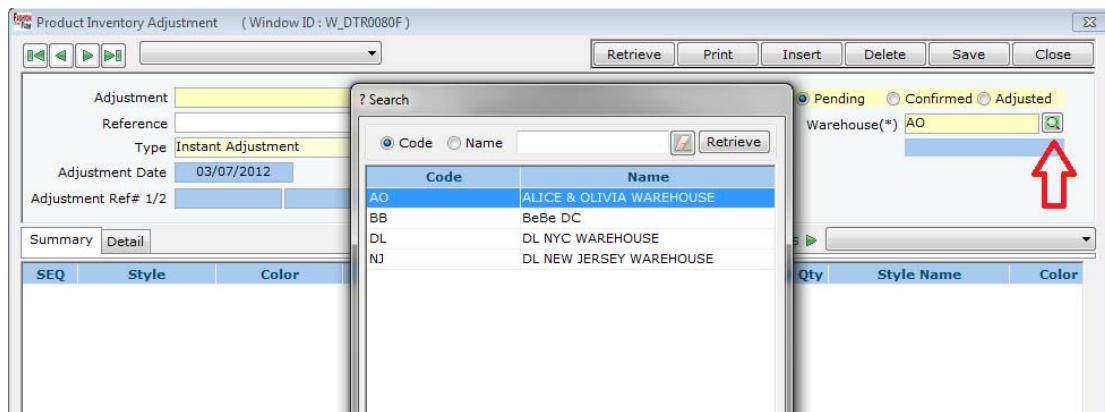 Product Inventory Adjustment ( Window ID : W_DTR0080F )
Retrieve Print Insert Delete Save Close
Adjustment
Reference
Type Instant Adjustment
Adjustment Date 03/07/2012
Adjustment Ref# 1/2
Pending Confirmed Adjusted
Warehouse(*) AO
? Search
Code Name Retrieve
Code Name
AO ALICE & OLIVIA WAREHOUSE
BB BeBe DC
DL DL NYC WAREHOUSE
NJ DL NEW JERSEY WAREHOUSE
Summary Detail
SEQ Style Color Qty Style Name Color